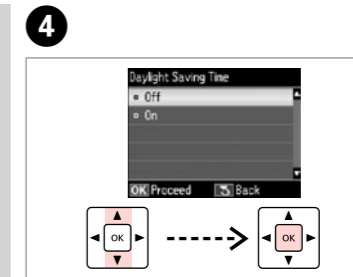 4
Daylight Saving Time
Off
On
OK Proceed Back
OK OK